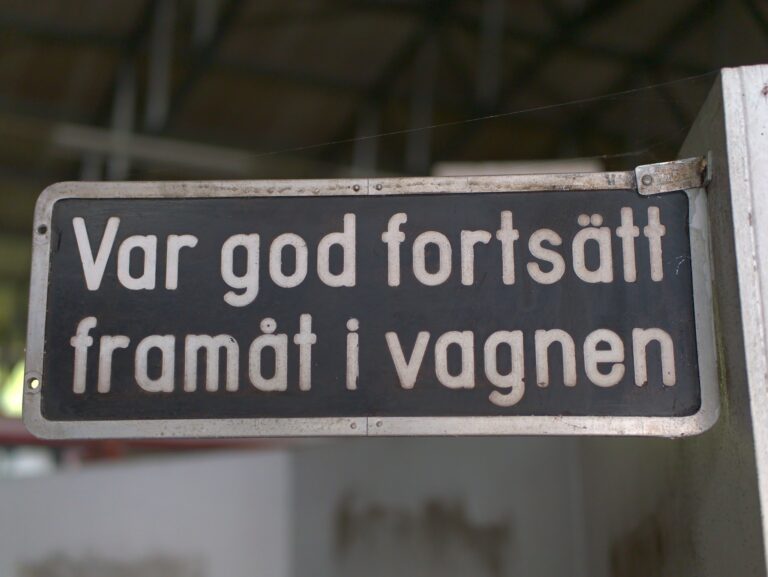 Var god fortsätt
framåt i vagnen